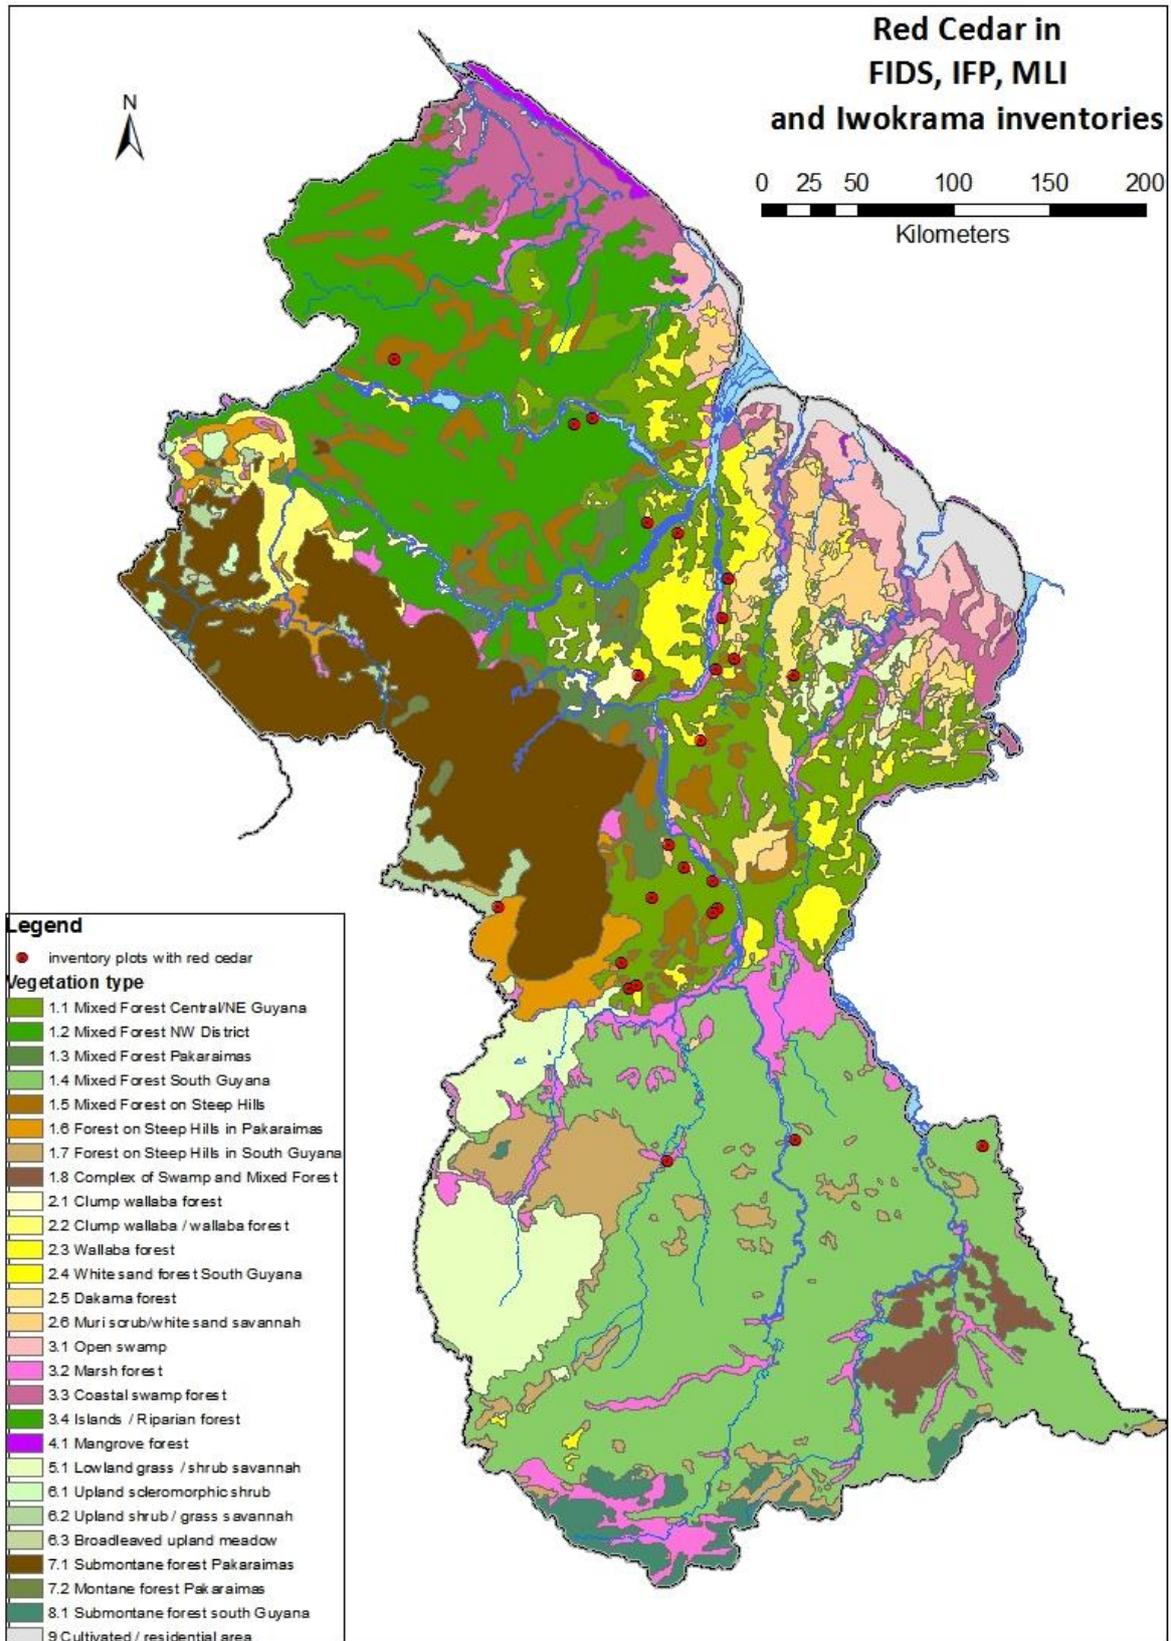 Red Cedar in
FIDS, IFP, MLI
and Iwokrama inventories
N
0 25 50 100 150 200
Kilometers
Legend
inventory plots with red cedar
Vegetation type
1.1 Mixed Forest Central/NE Guyana
1.2 Mixed Forest NW District
1.3 Mixed Forest Pakaraimas
1.4 Mixed Forest South Guyana
1.5 Mixed Forest on Steep Hills
1.6 Forest on Steep Hills in Pakaraimas
1.7 Forest on Steep Hills in South Guyana
1.8 Complex of Swamp and Mixed Forest
2.1 Clump wallaba forest
2.2 Clump wallaba / wallaba forest
2.3 Wallaba forest
2.4 White sand forest South Guyana
2.5 Dakama forest
2.6 Muri scrub/white sand savannah
3.1 Open swamp
3.2 Marsh forest
3.3 Coastal swamp forest
3.4 Islands / Riparian forest
4.1 Mangrove forest
5.1 Lowland grass / shrub savannah
6.1 Upland scleromorphic shrub
6.2 Upland shrub / grass savannah
6.3 Broadleaved upland meadow
7.1 Submontane forest Pakaraimas
7.2 Montane forest Pakaraimas
8.1 Submontane forest south Guyana
9 Cultivated / residential area